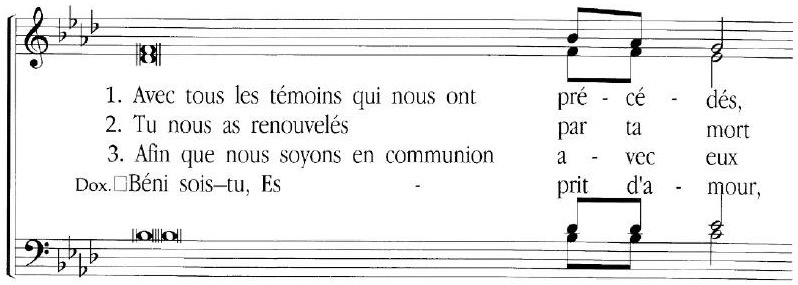 1. Avec tous les témoins qui nous ont pré - cé - dés,
2. Tu nous as renouvelés par ta mort
3. Afin que nous soyons en communion a - vec eux
Dox. □Béni sois–tu, Es - prit d'a - mour,